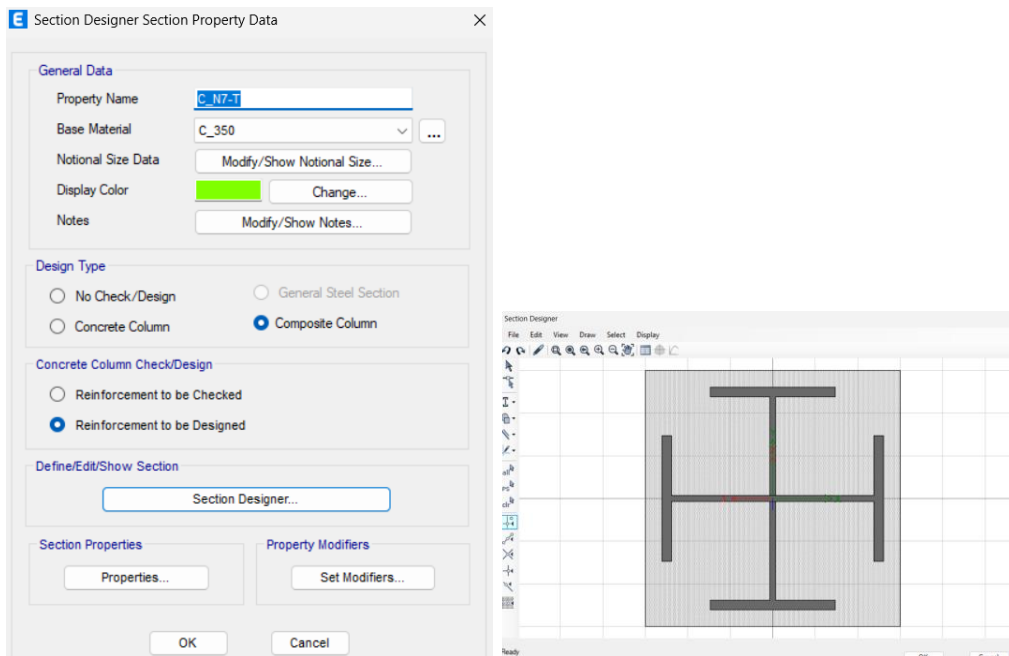 E Section Designer Section Property Data
General Data
Property Name C_N7-T
Base Material C_350 ...
Notional Size Data Modify/Show Notional Size...
Display Color Change...
Notes Modify/Show Notes...
Design Type
No Check/Design General Steel Section
Concrete Column Composite Column
Concrete Column Check/Design
Reinforcement to be Checked
Reinforcement to be Designed
Define/Edit/Show Section
Section Designer...
Section Properties Property Modifiers
Properties... Set Modifiers...
OK Cancel
Section Designer
File Edit View Draw Select Display
all
PS
clr
Ready